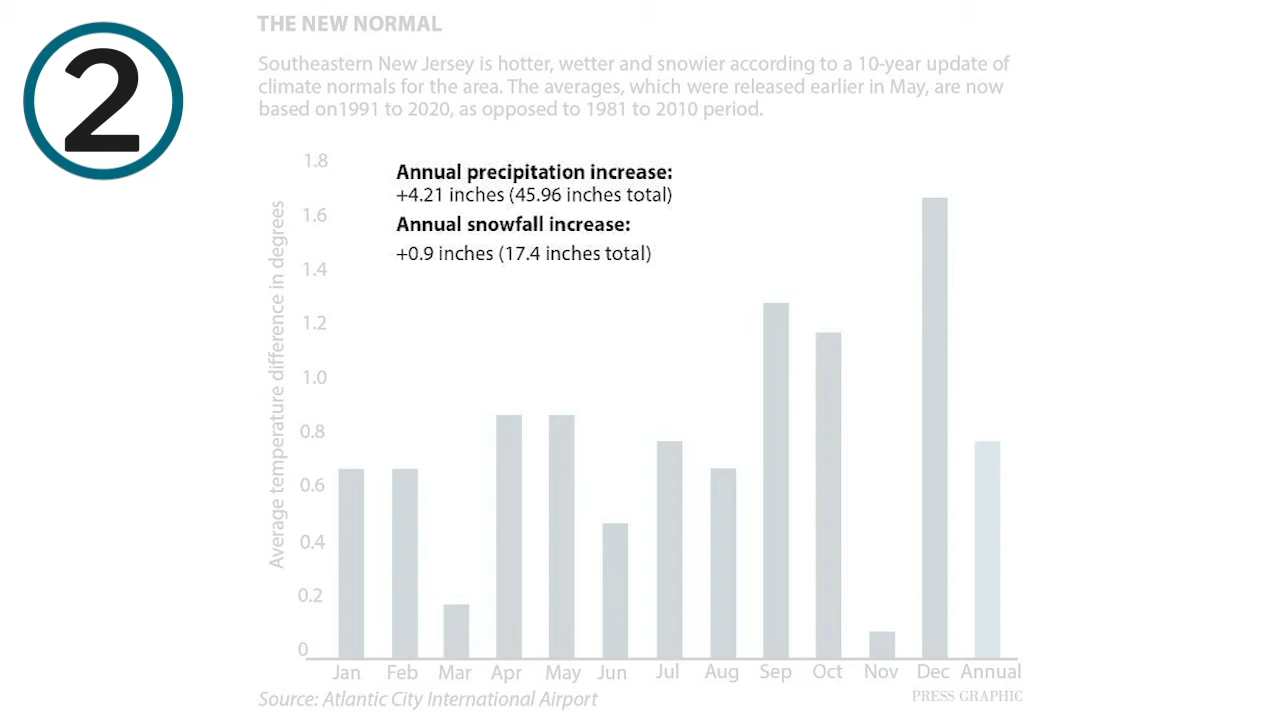 2
THE NEW NORMAL
Southeastern New Jersey is hotter, wetter and snowier according to a 10-year update of
climate normals for the area. The averages, which were released earlier in May, are now
based on1991 to 2020, as opposed to 1981 to 2010 period.
Annual precipitation increase:
+4.21 inches (45.96 inches total)
Annual snowfall increase:
+0.9 inches (17.4 inches total)
Average temperature difference in degrees
1.8
1.6
1.4
1.2
1.0
0.8
0.6
0.4
0.2
0
Jan Feb Mar Apr May Jun Jul Aug Sep Oct Nov Dec Annual
Source: Atlantic City International Airport
PRESS GRAPHIC